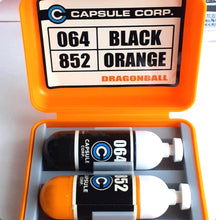 C CAPSULE CORP.
064 BLACK
852 ORANGE
DRAGONBALL
CAPSULE CORP
064
CAPSULE CORP
852